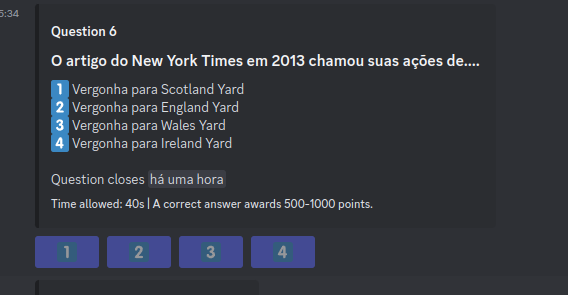 5:34
Question 6
O artigo do New York Times em 2013 chamou suas ações de....
1 Vergonha para Scotland Yard
2 Vergonha para England Yard
3 Vergonha para Wales Yard
4 Vergonha para Ireland Yard
Question closes há uma hora
Time allowed: 40s | A correct answer awards 500-1000 points.
1 2 3 4